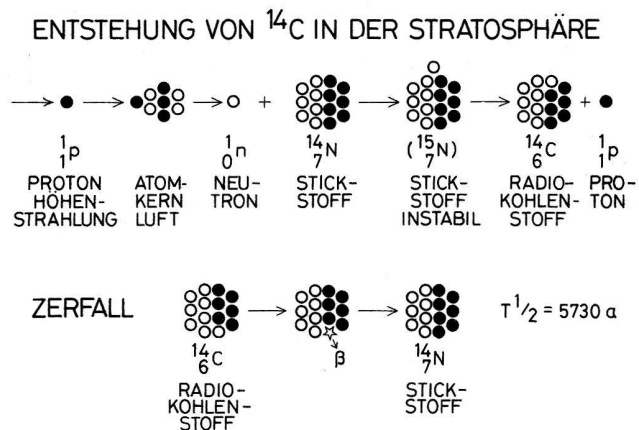 ENTSTEHUNG VON ¹⁴C IN DER STRATOSPHÄRE
¹₁p ¹₀n + ¹⁴₇N (¹⁵₇N) ¹⁴₆C + ¹₁p
PROTON ATOM- NEU- STICK- STICK- RADIO- PRO-
HÖHEN- KERN TRON STOFF STOFF KOHLEN- TON
STRAHLUNG LUFT INSTABIL STOFF
ZERFALL T¹/₂ = 5730 a
¹⁴₆C β ¹⁴₇N
RADIO- STICK-
KOHLEN- STOFF
STOFF